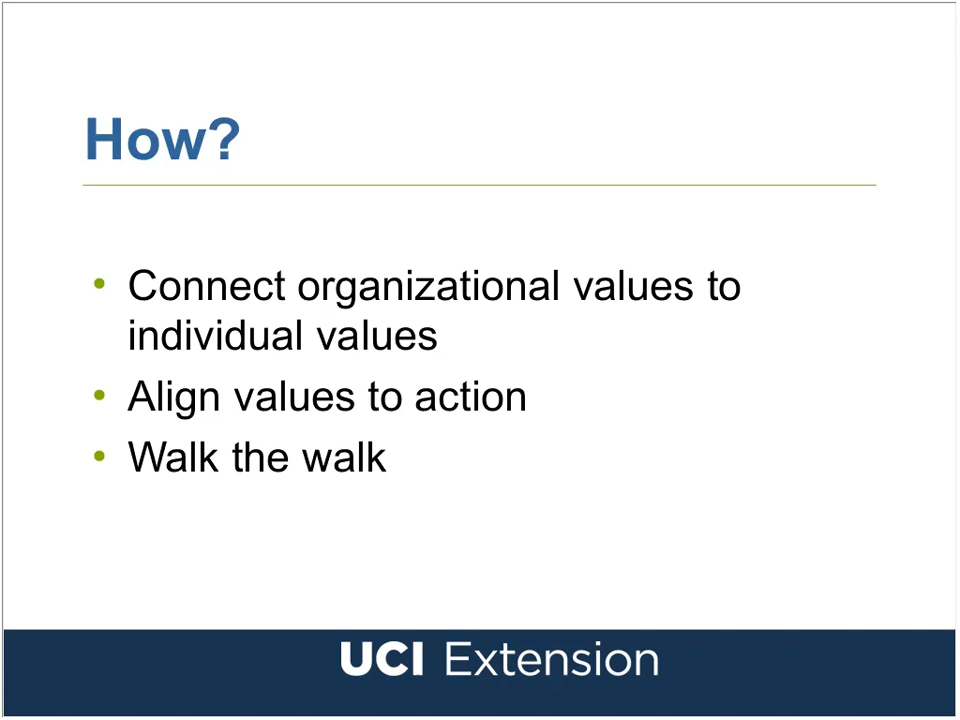 How?
• Connect organizational values to
individual values
• Align values to action
• Walk the walk
UCI Extension